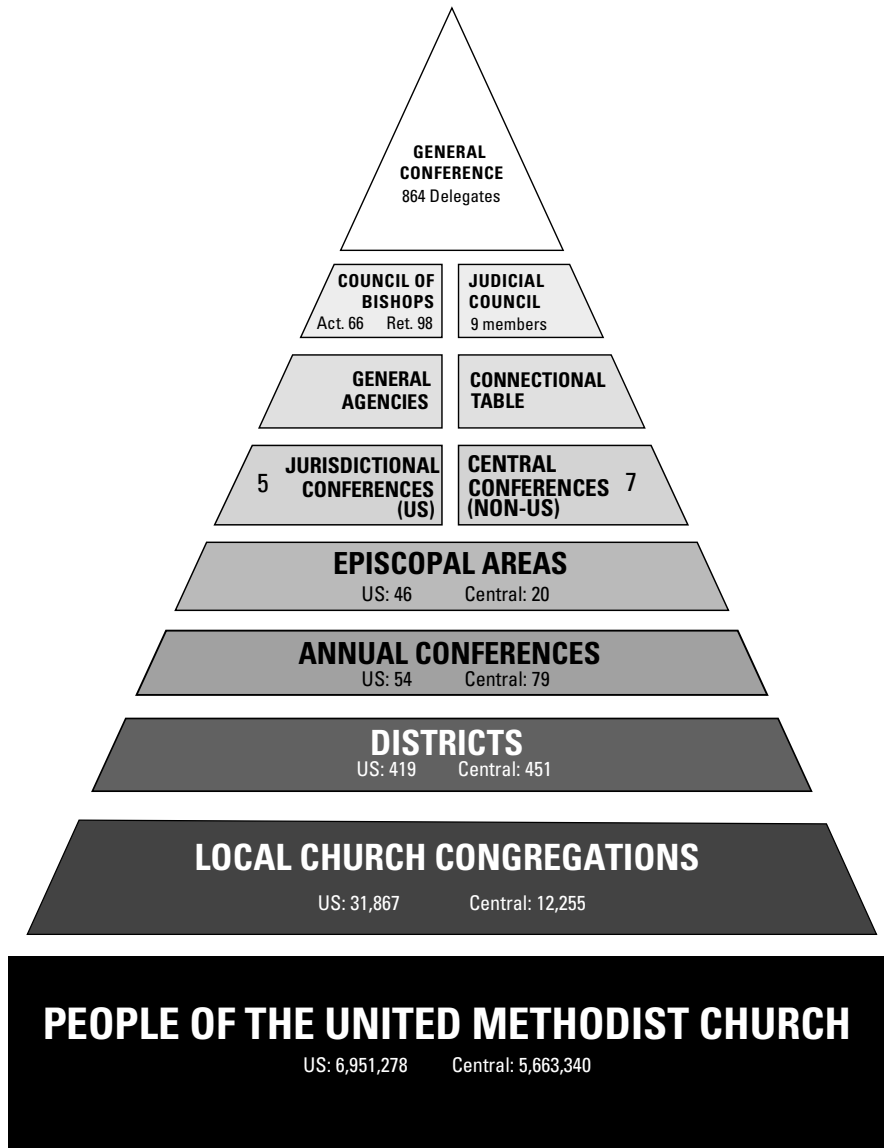 GENERAL
CONFERENCE
864 Delegates
COUNCIL OF
BISHOPS
Act. 66 Ret. 98
JUDICIAL
COUNCIL
9 members
GENERAL
AGENCIES
CONNECTIONAL
TABLE
5 JURISDICTIONAL
CONFERENCES
(US)
CENTRAL
CONFERENCES 7
(NON-US)
EPISCOPAL AREAS
US: 46 Central: 20
ANNUAL CONFERENCES
US: 54 Central: 79
DISTRICTS
US: 419 Central: 451
LOCAL CHURCH CONGREGATIONS
US: 31,867 Central: 12,255
PEOPLE OF THE UNITED METHODIST CHURCH
US: 6,951,278 Central: 5,663,340